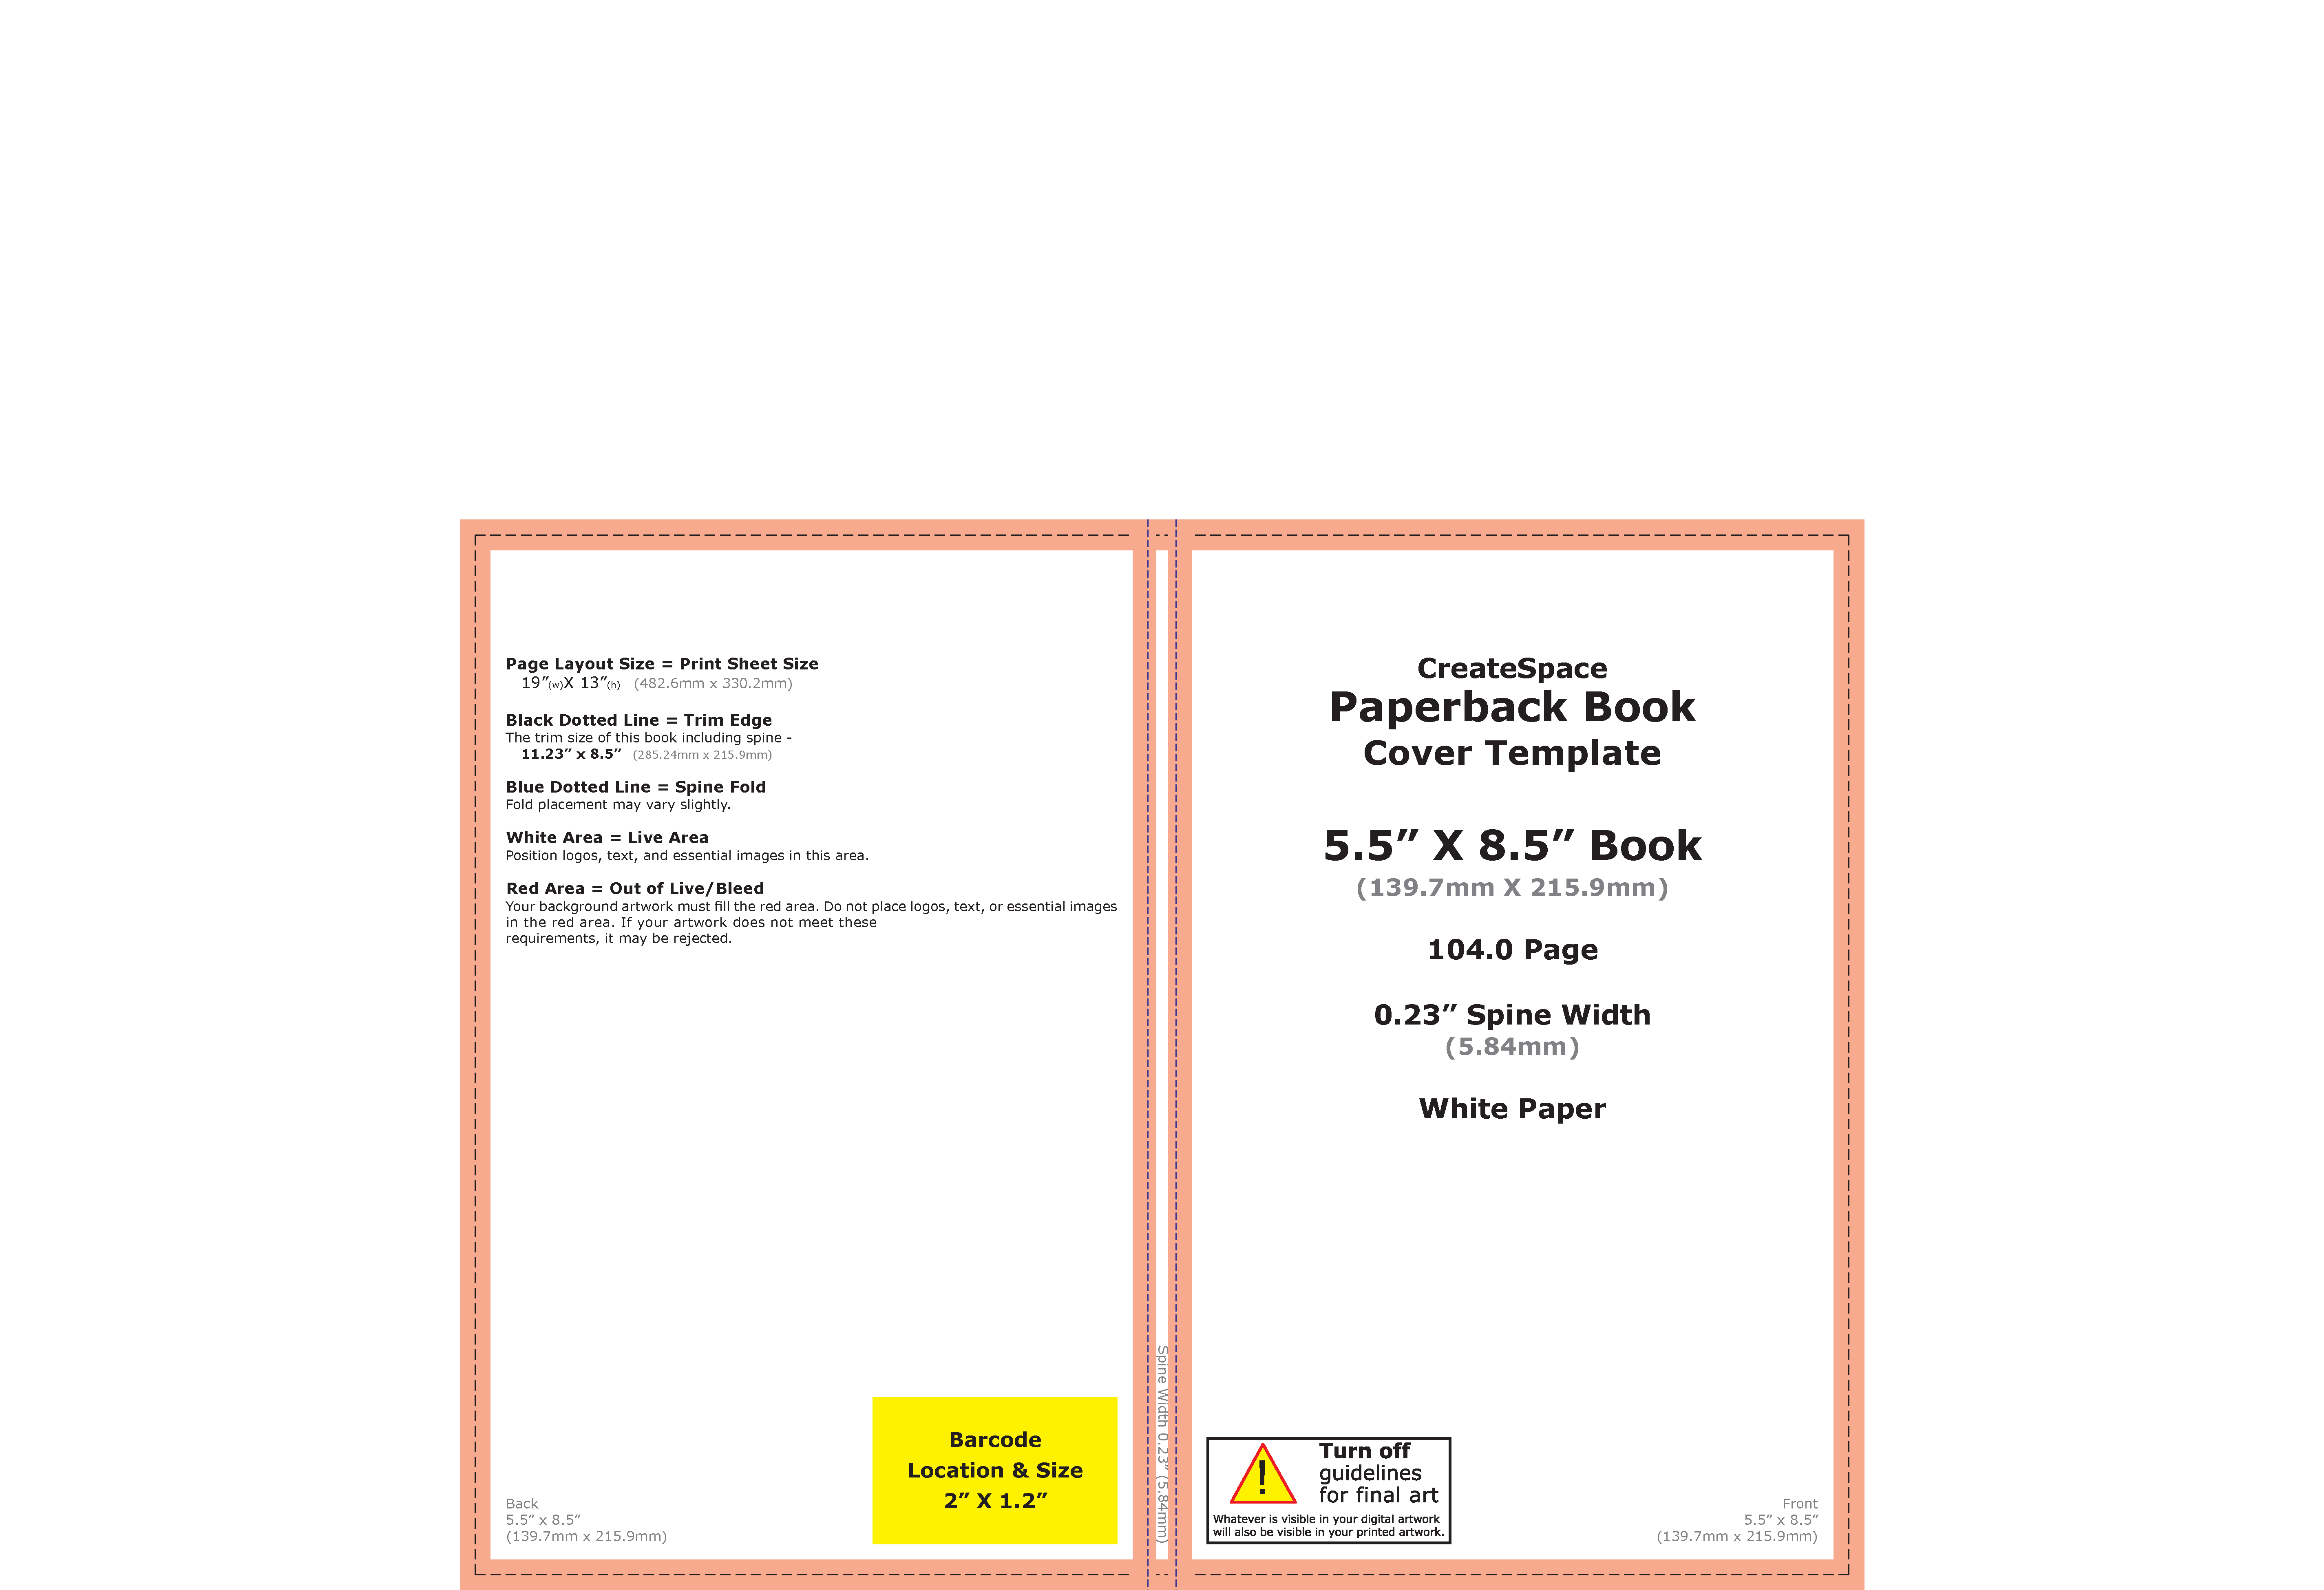 Page Layout Size = Print Sheet Size
19″(w)X 13″(h) (482.6mm x 330.2mm)
Black Dotted Line = Trim Edge
The trim size of this book including spine -
11.23″ x 8.5″ (285.24mm x 215.9mm)
Blue Dotted Line = Spine Fold
Fold placement may vary slightly.
White Area = Live Area
Position logos, text, and essential images in this area.
Red Area = Out of Live/Bleed
Your background artwork must fill the red area. Do not place logos, text, or essential images
in the red area. If your artwork does not meet these
requirements, it may be rejected.
Barcode
Location & Size
2″ X 1.2″
Back
5.5″ x 8.5″
(139.7mm x 215.9mm)
Spine Width 0.23″ (5.84mm)
CreateSpace
Paperback Book
Cover Template
5.5″ X 8.5″ Book
(139.7mm X 215.9mm)
104.0 Page
0.23″ Spine Width
(5.84mm)
White Paper
!
Turn off
guidelines
for final art
Whatever is visible in your digital artwork
will also be visible in your printed artwork.
Front
5.5″ x 8.5″
(139.7mm x 215.9mm)